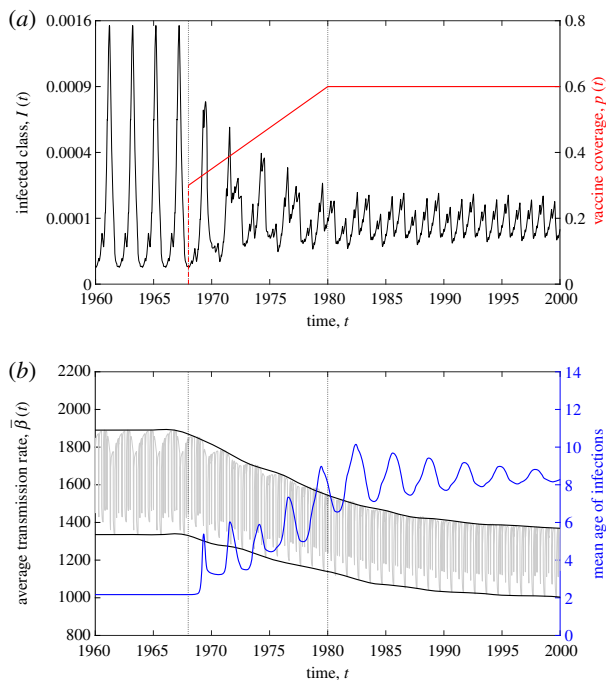 (a)
0.0016
0.0009
0.0004
0.0001
0
infected class, I (t)
0.8
0.6
0.4
0.2
0
vaccine coverage, p (t)
1960 1965 1970 1975 1980 1985 1990 1995 2000
time, t
(b)
2200
2000
1800
1600
1400
1200
1000
800
average transmission rate, β̅ (t)
14
12
10
8
6
4
2
0
mean age of infections
1960 1965 1970 1975 1980 1985 1990 1995 2000
time, t